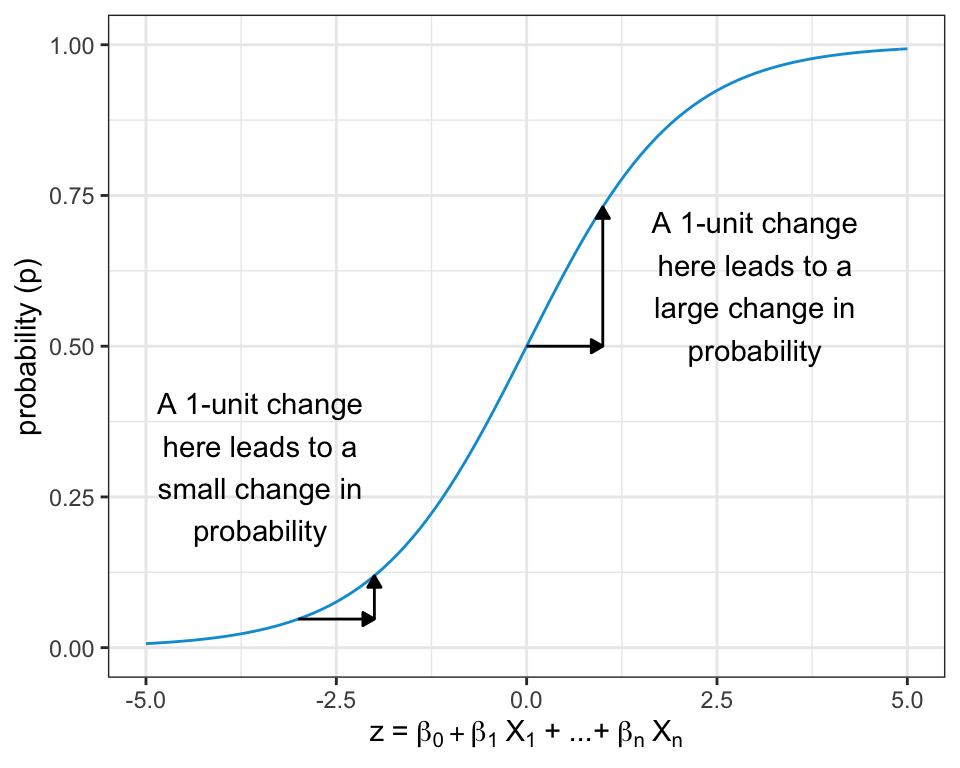 1.00
0.75
0.50
0.25
0.00
probability (p)
A 1-unit change
here leads to a
large change in
probability
A 1-unit change
here leads to a
small change in
probability
-5.0
-2.5
0.0
2.5
5.0
z = β₀ + β₁ X₁ + ...+ βₙ Xₙ